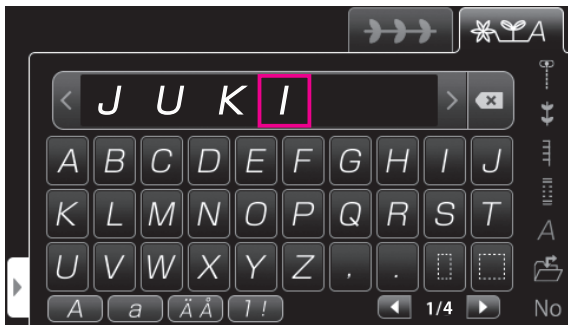 A
J U K I
A B C D E F G H I J
K L M N O P Q R S T
U V W X Y Z , .
A a Ä Å 1 !
1/4
A
No